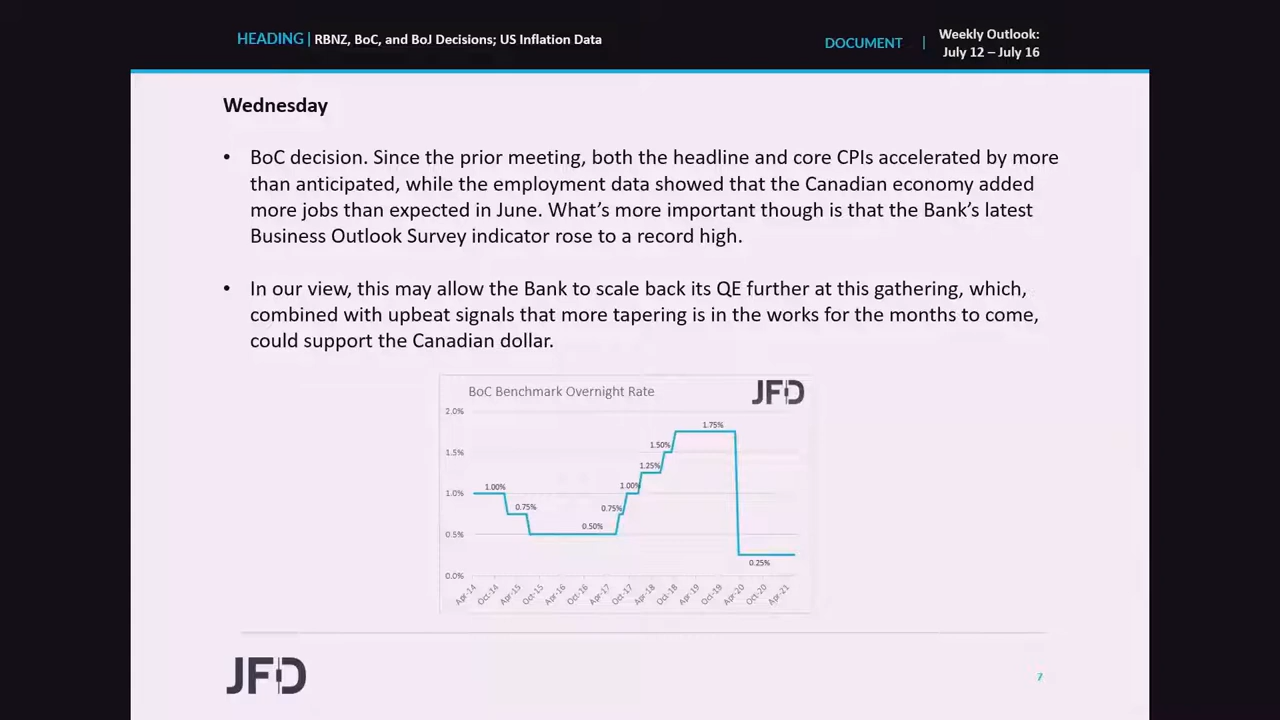 HEADING | RBNZ, BoC, and BoJ Decisions; US Inflation Data
DOCUMENT | Weekly Outlook:
July 12 – July 16
Wednesday
• BoC decision. Since the prior meeting, both the headline and core CPIs accelerated by more
than anticipated, while the employment data showed that the Canadian economy added
more jobs than expected in June. What’s more important though is that the Bank’s latest
Business Outlook Survey indicator rose to a record high.
• In our view, this may allow the Bank to scale back its QE further at this gathering, which,
combined with upbeat signals that more tapering is in the works for the months to come,
could support the Canadian dollar.
BoC Benchmark Overnight Rate
JFD
2.0%
1.5%
1.0%
0.5%
0.0%
1.00%
0.75%
0.50%
0.75%
1.00%
1.25%
1.50%
1.75%
0.25%
Apr-14
Oct-14
Apr-15
Oct-15
Apr-16
Oct-16
Apr-17
Oct-17
Apr-18
Oct-18
Apr-19
Oct-19
Apr-20
Oct-20
Apr-21
JFD
7